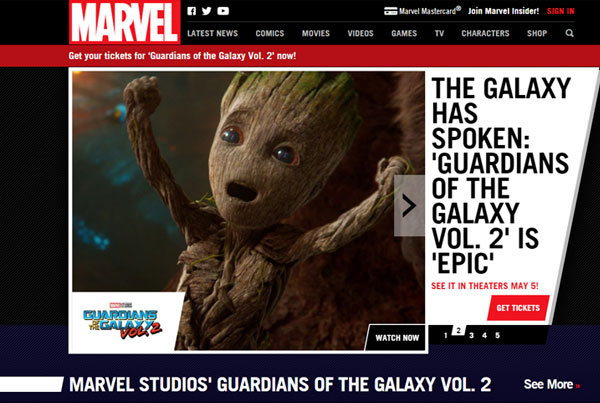 MARVEL
Marvel Mastercard® Join Marvel Insider! SIGN IN
LATEST NEWS COMICS MOVIES VIDEOS GAMES TV CHARACTERS SHOP
Get your tickets for 'Guardians of the Galaxy Vol. 2' now!
THE GALAXY
HAS
SPOKEN:
'GUARDIANS
OF THE
GALAXY
VOL. 2' IS
'EPIC'
SEE IT IN THEATERS MAY 5!
GET TICKETS
MARVEL STUDIOS
GUARDIANS
OF THE GALAXY
VOL. 2
WATCH NOW
1 2 3 4 5
MARVEL STUDIOS' GUARDIANS OF THE GALAXY VOL. 2 See More »